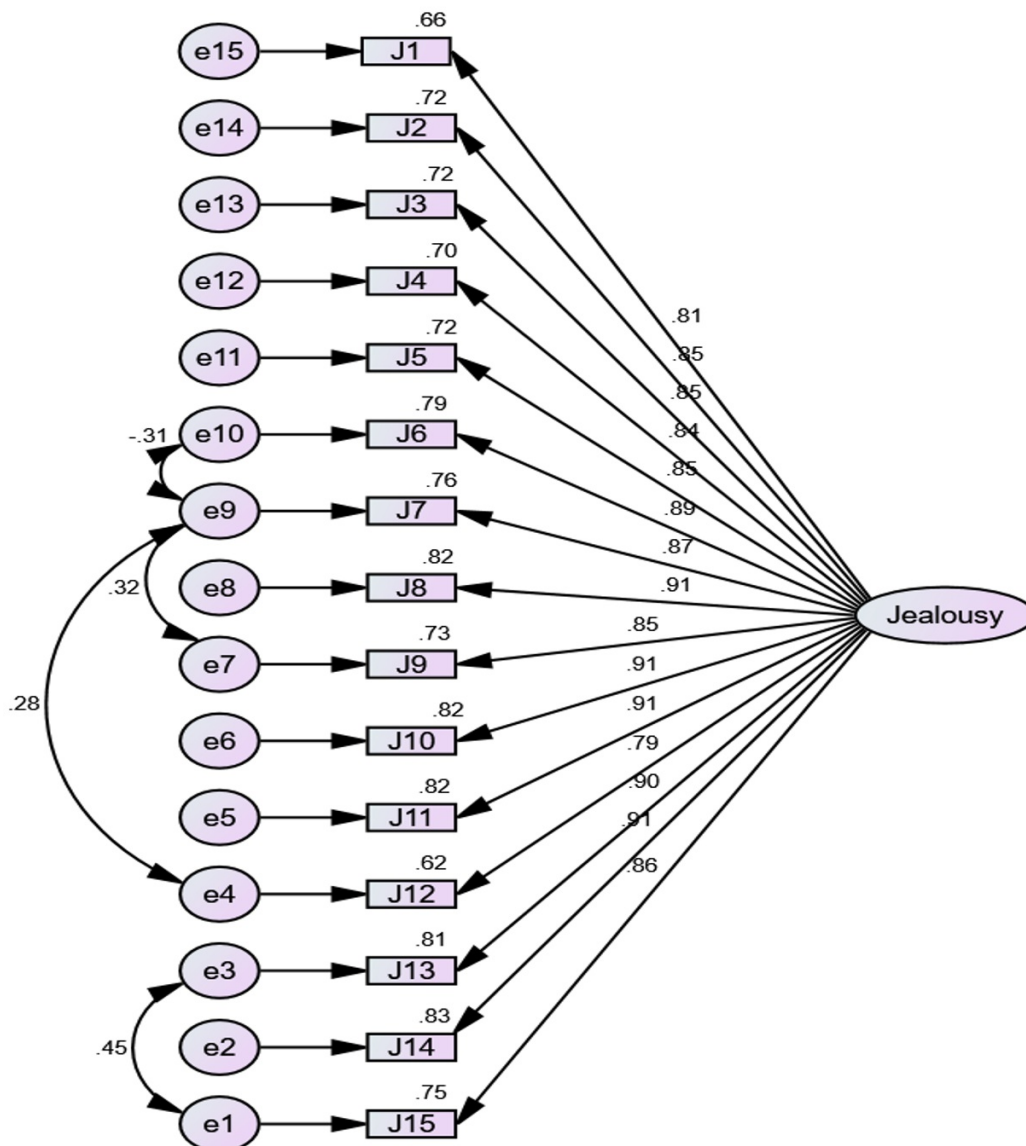 .66
e15 J1
.72
e14 J2
.72
e13 J3
.70
e12 J4
.81
.72
e11 J5
.85
.85
.79
-.31 e10 J6
.84
.85
.76
e9 J7
.89
.87
.82
.32 e8 J8
.91
Jealousy
.73
.85
e7 J9
.91
.28
.82
.91
e6 J10
.79
.82
.90
e5 J11
.91
.62
.86
e4 J12
.81
e3 J13
.83
.45 e2 J14
.75
e1 J15